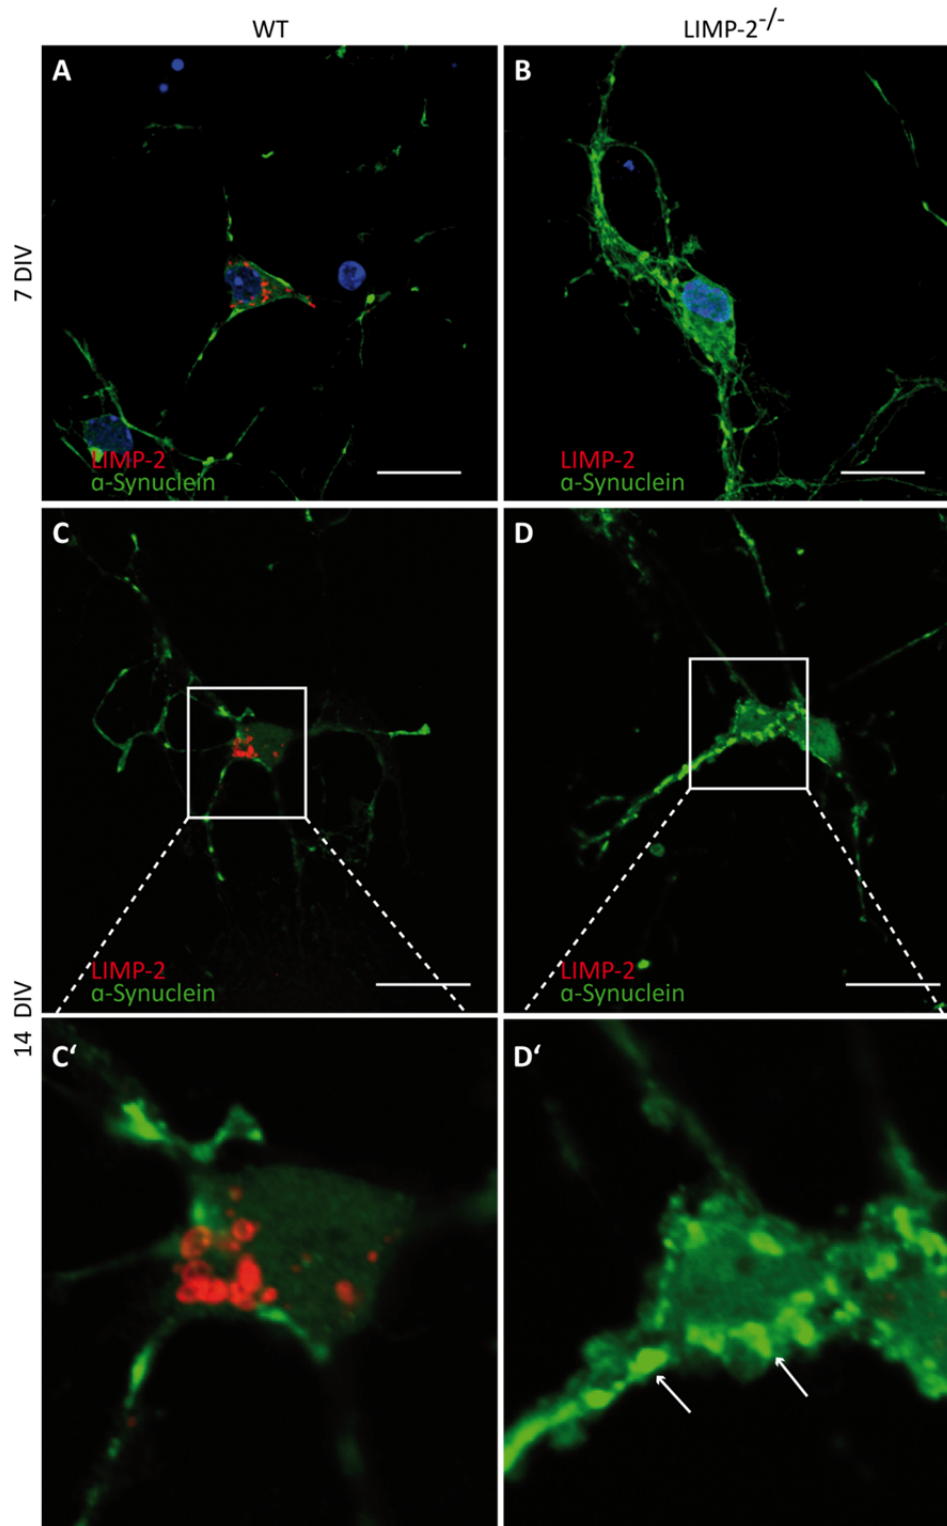 WT
LIMP-2-/-
7 DIV
A
LIMP-2
α-Synuclein
B
LIMP-2
α-Synuclein
14 DIV
C
LIMP-2
α-Synuclein
D
LIMP-2
α-Synuclein
C'
D'